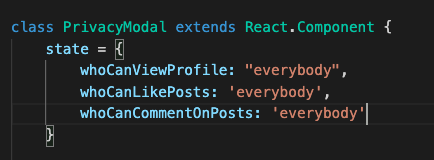 class PrivacyModal extends React.Component {
state = {
whoCanViewProfile: "everybody",
whoCanLikePosts: 'everybody',
whoCanCommentOnPosts: 'everybody'
}